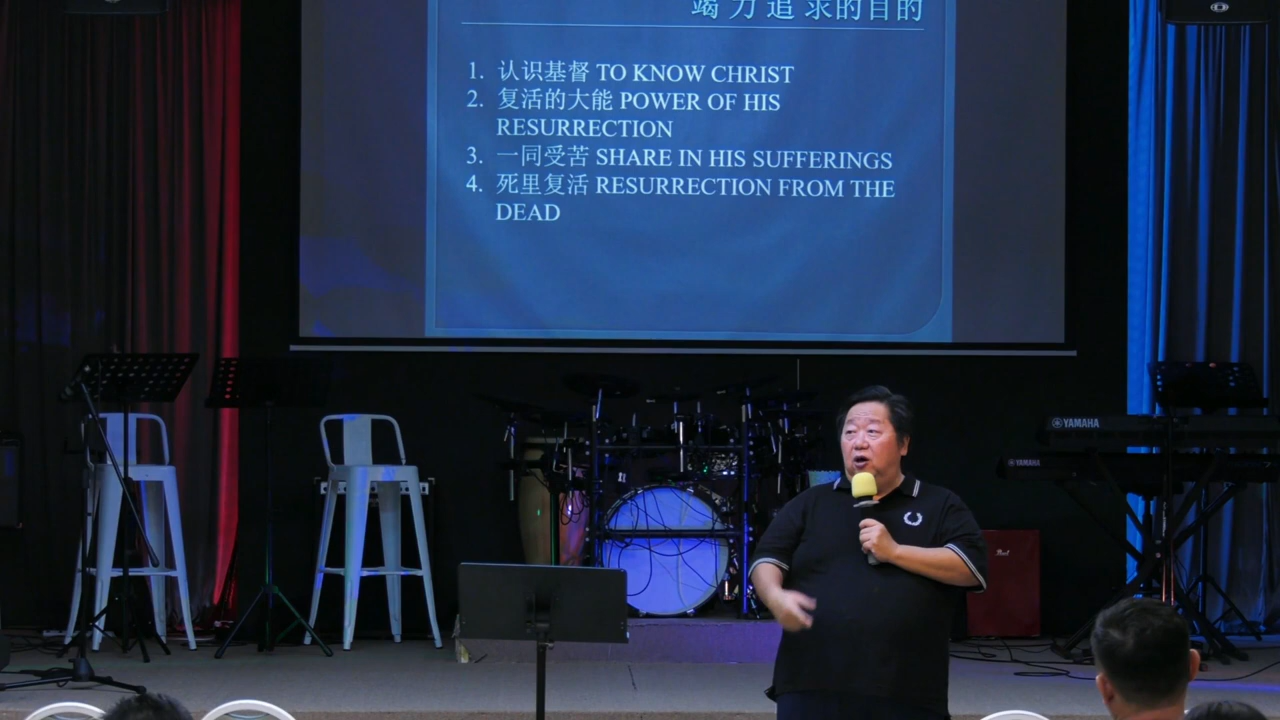 竭力追求的目的
1. 认识基督 TO KNOW CHRIST
2. 复活的大能 POWER OF HIS
RESURRECTION
3. 一同受苦 SHARE IN HIS SUFFERINGS
4. 死里复活 RESURRECTION FROM THE
DEAD
YAMAHA
YAMAHA
Pearl